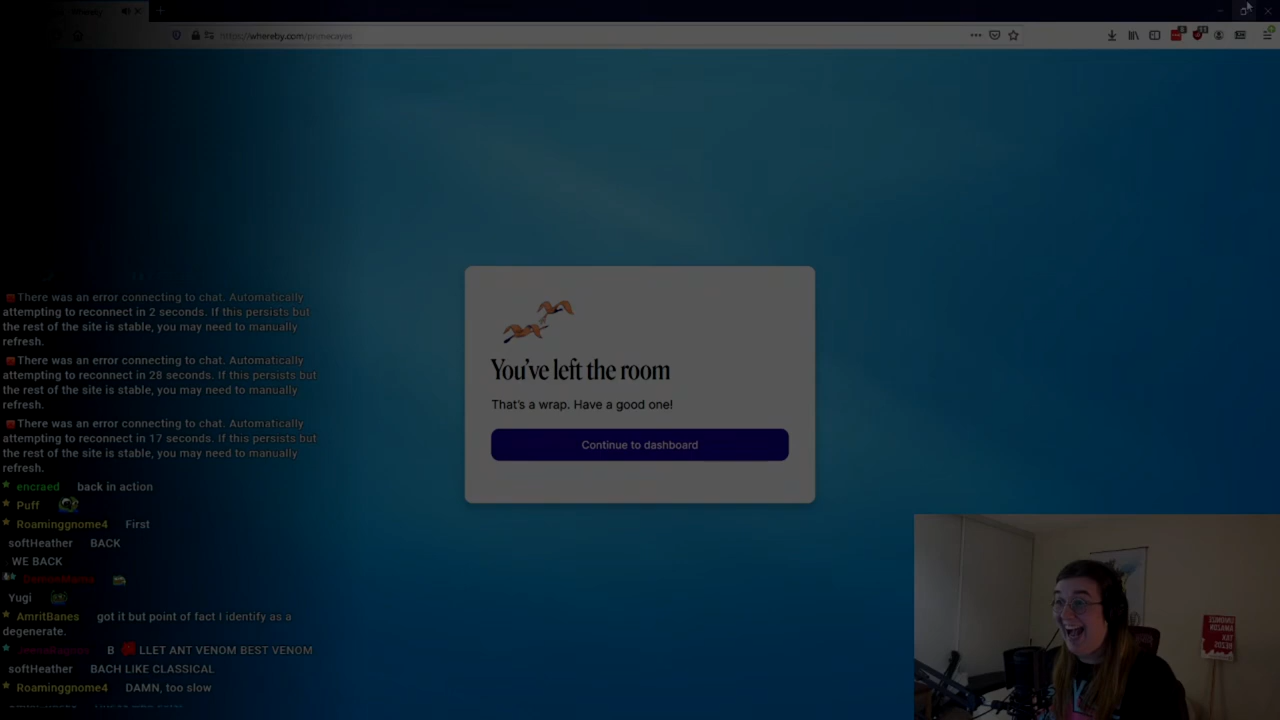 https://whereby.com/
There was an error connecting to chat. Automatically
attempting to reconnect in 2 seconds. If this persists but
the rest of the site is stable, you may need to manually
refresh.
There was an error connecting to chat. Automatically
attempting to reconnect in 28 seconds. If this persists but
the rest of the site is stable, you may need to manually
refresh.
There was an error connecting to chat. Automatically
attempting to reconnect in 17 seconds. If this persists but
the rest of the site is stable, you may need to manually
refresh.
encraed back in action
Puff
Roaminggnome4 First
softHeather BACK
WE BACK
Yugi
AmritBanes got it but point of fact I identify as a
degenerate.
B LLET ANT VENOM BEST VENOM
softHeather BACH LIKE CLASSICAL
Roaminggnome4 DAMN, too slow
You've left the room
That's a wrap. Have a good one!
Continue to dashboard